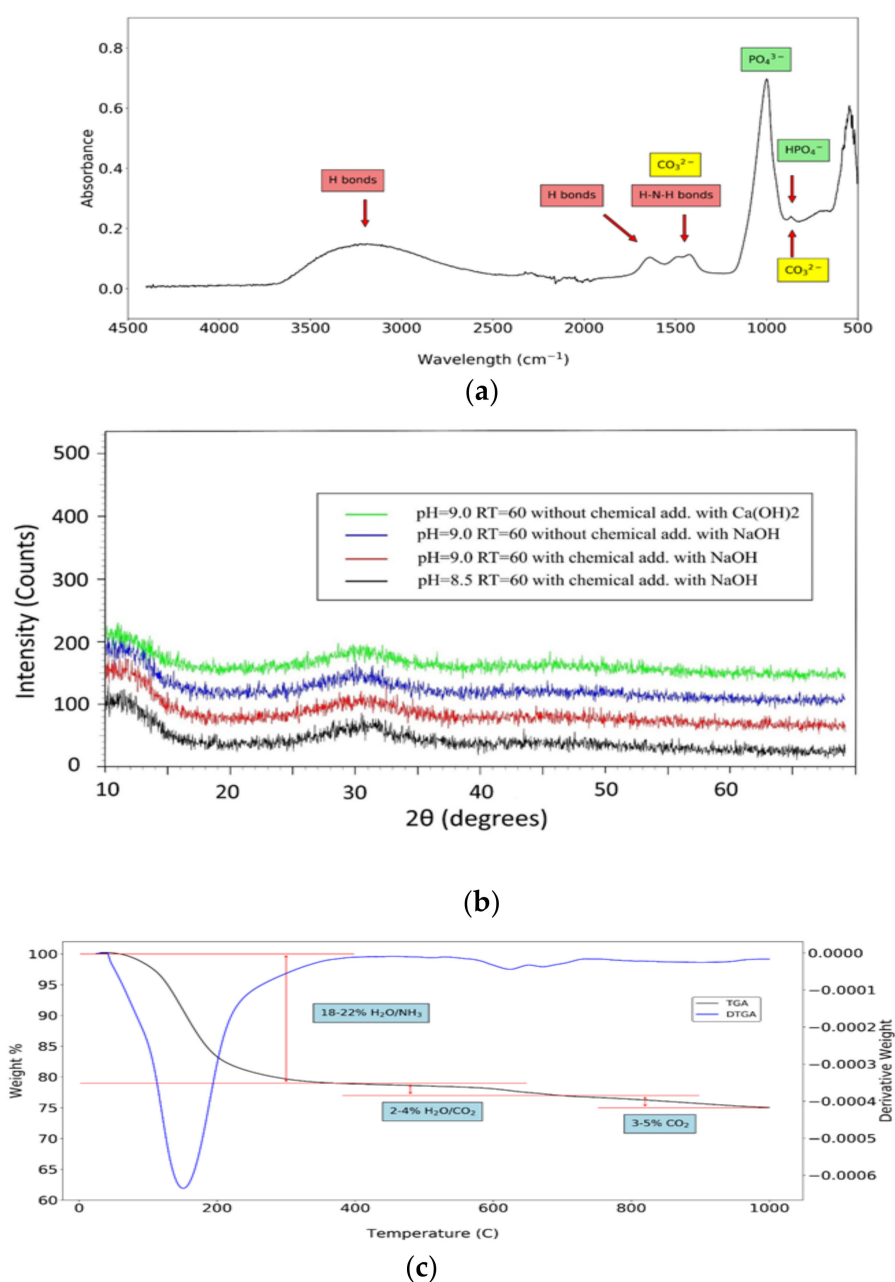 0.8
0.6
0.4
0.2
0.0
Absorbance
PO₄³⁻
CO₃²⁻
HPO₄⁻
H bonds
H bonds
H-N-H bonds
CO₃²⁻
4500 4000 3500 3000 2500 2000 1500 1000 500
Wavelength (cm⁻¹)
(a)
500
400
300
200
100
0
Intensity (Counts)
pH=9.0 RT=60 without chemical add. with Ca(OH)2
pH=9.0 RT=60 without chemical add. with NaOH
pH=9.0 RT=60 with chemical add. with NaOH
pH=8.5 RT=60 with chemical add. with NaOH
10 20 30 40 50 60
2θ (degrees)
(b)
100
95
90
85
80
75
70
65
60
Weight %
18-22% H₂O/NH₃
2-4% H₂O/CO₂
3-5% CO₂
TGA
DTGA
0.0000
−0.0001
−0.0002
−0.0003
−0.0004
−0.0005
−0.0006
Derivative Weight
0 200 400 600 800 1000
Temperature (C)
(c)